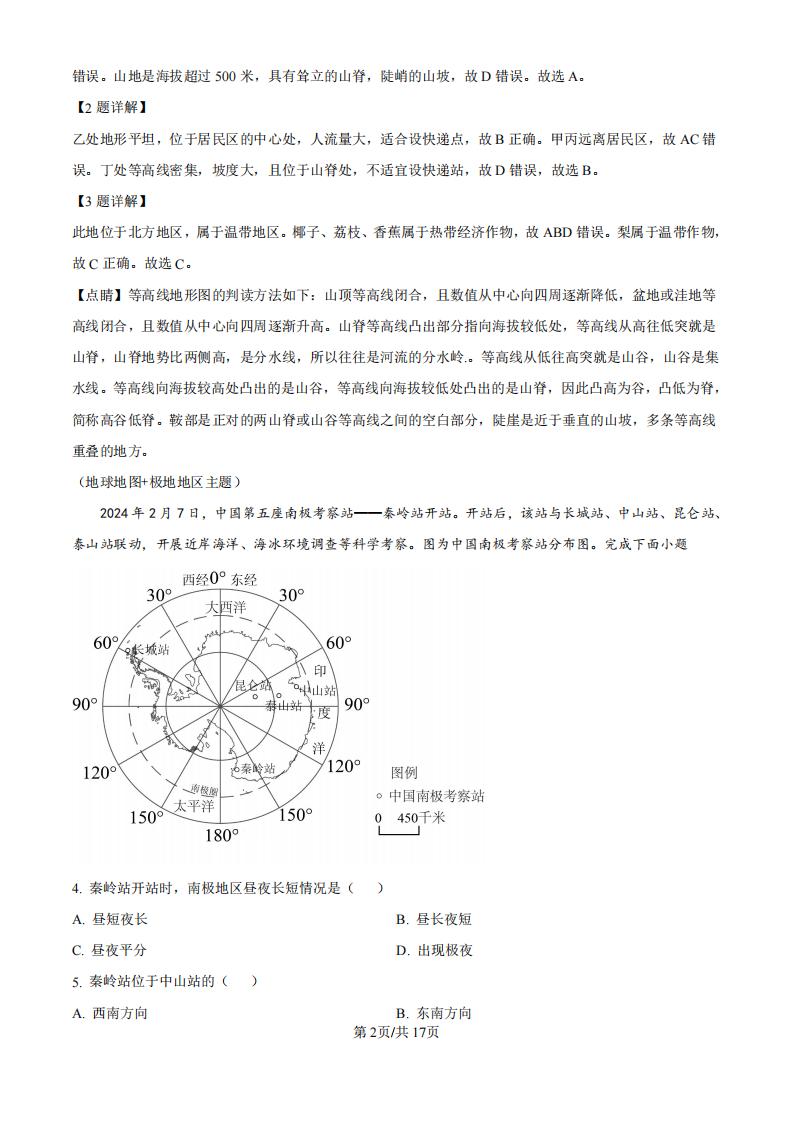 错误。山地是海拔超过 500 米，具有耸立的山脊，陡峭的山坡，故 D 错误。故选 A。
【2 题详解】
乙处地形平坦，位于居民区的中心处，人流量大，适合设快递点，故 B 正确。甲丙远离居民区，故 AC 错
误。丁处等高线密集，坡度大，且位于山脊处，不适宜设快递站，故 D 错误，故选 B。
【3 题详解】
此地位于北方地区，属于温带地区。椰子、荔枝、香蕉属于热带经济作物，故 ABD 错误。梨属于温带作物，
故 C 正确。故选 C。
【点睛】等高线地形图的判读方法如下：山顶等高线闭合，且数值从中心向四周逐渐降低，盆地或洼地等
高线闭合，且数值从中心向四周逐渐升高。山脊等高线凸出部分指向海拔较低处，等高线从高往低突就是
山脊，山脊地势比两侧高，是分水线，所以往往是河流的分水岭.。等高线从低往高突就是山谷，山谷是集
水线。等高线向海拔较高处凸出的是山谷，等高线向海拔较低处凸出的是山脊，因此凸高为谷，凸低为脊，
简称高谷低脊。鞍部是正对的两山脊或山谷等高线之间的空白部分，陡崖是近于垂直的山坡，多条等高线
重叠的地方。
（地球地图+极地地区主题）
2024 年 2 月 7 日，中国第五座南极考察站——秦岭站开站。开站后，该站与长城站、中山站、昆仑站、
泰山站联动，开展近岸海洋、海冰环境调查等科学考察。图为中国南极考察站分布图。完成下面小题
西经0° 东经
30° 30°
大西洋
60° 长城站 60°
印
昆仑站 中山站
90° 泰山站 度 90°
洋
120° 秦岭站 120°
图例
南极圈 中国南极考察站
太平洋
150° 150° 0 450千米
180°
4. 秦岭站开站时，南极地区昼夜长短情况是（ ）
A. 昼短夜长 B. 昼长夜短
C. 昼夜平分 D. 出现极夜
5. 秦岭站位于中山站的（ ）
A. 西南方向 B. 东南方向
第 2页/共 17页